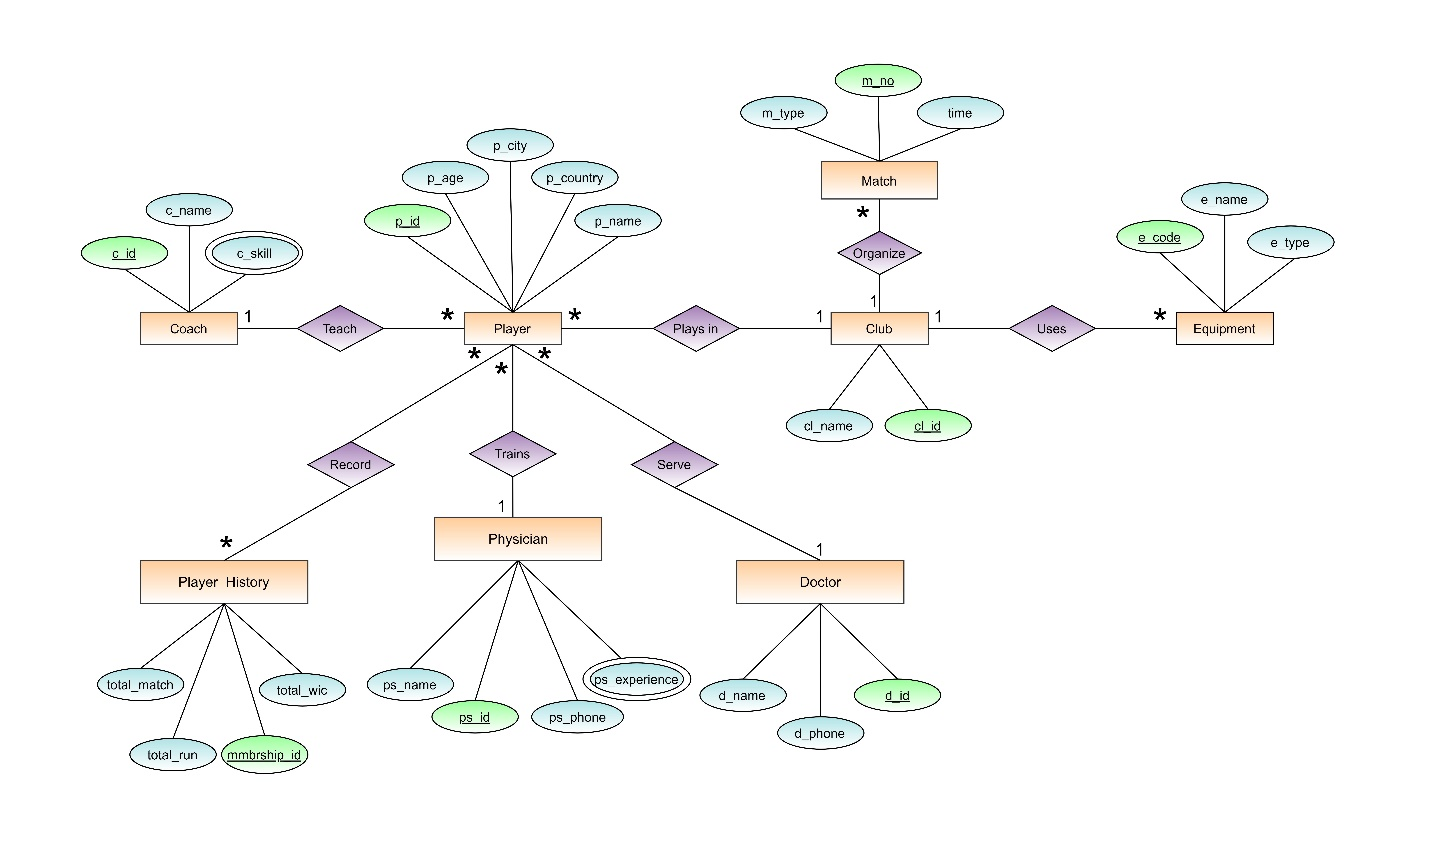 m_no
m_type
time
p_city
p_age
p_country
p_id
p_name
Match
c_name
c_id
c_skill
e_name
e_code
e_type
*
Organize
1
Coach
1
Teach
*
Player
*
Plays in
1
Club
1
Uses
*
Equipment
*
*
*
cl_name
cl_id
Record
Trains
Serve
1
*
1
Physician
Player History
Doctor
total_match
total_wic
ps_name
ps_experience
d_name
d_id
ps_id
ps_phone
d_phone
total_run
mmbrship_id